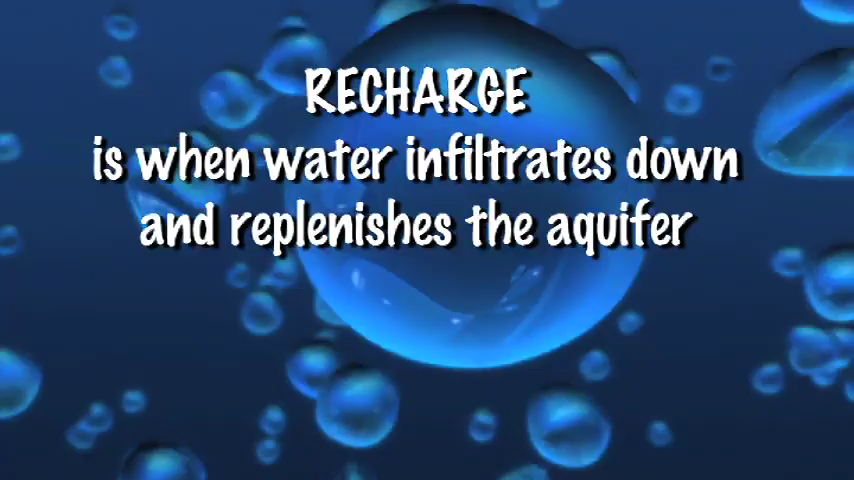 RECHARGE
is when water infiltrates down
and replenishes the aquifer